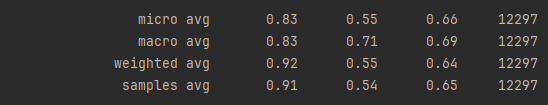 micro avg 0.83 0.55 0.66 12297
macro avg 0.83 0.71 0.69 12297
weighted avg 0.92 0.55 0.64 12297
samples avg 0.91 0.54 0.65 12297